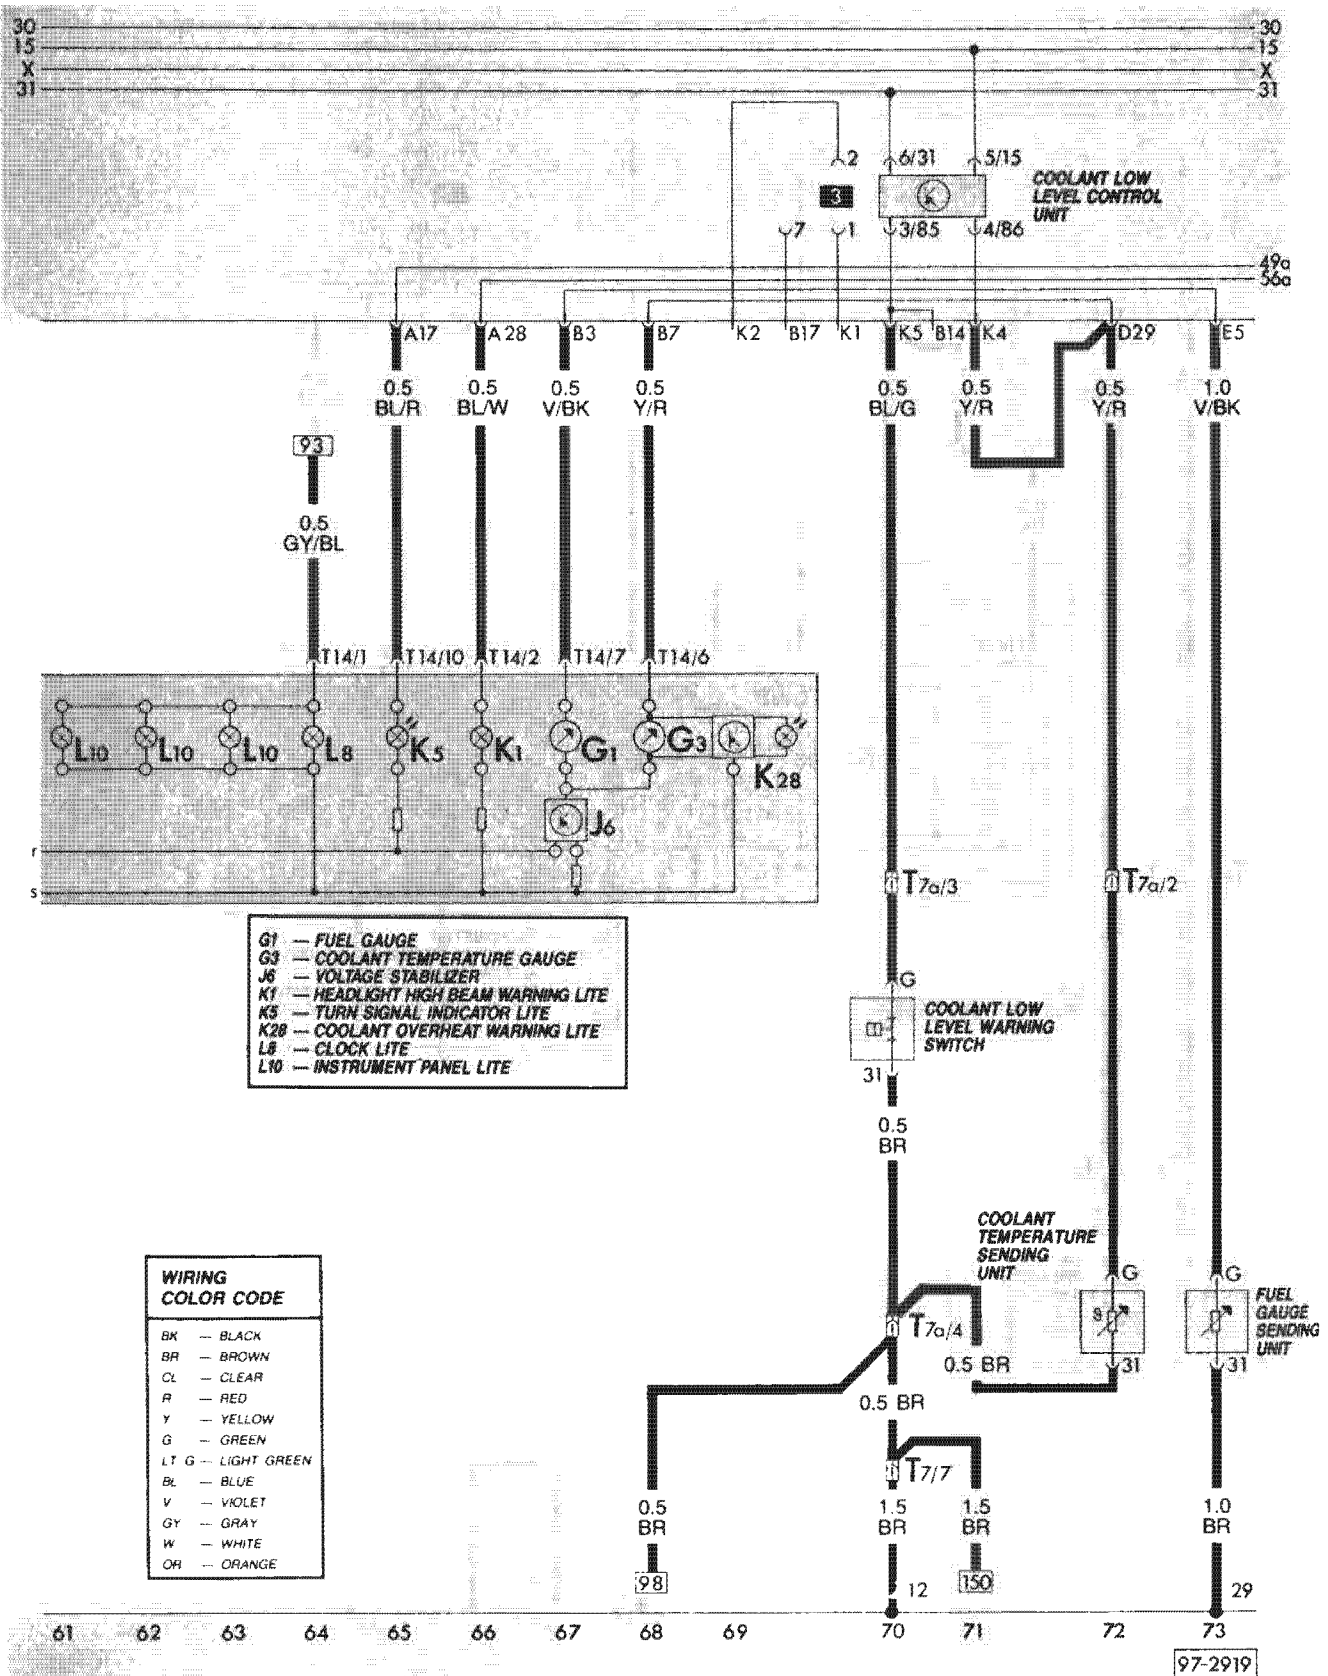 30 30
15 15
X X
31 31
2 6/31 5/15
COOLANT LOW
LEVEL CONTROL
UNIT
3
7 1 3/85 4/86
49a
56a
A17 A28 B3 B7 K2 B17 K1 K5 B14 K4 D29 E5
0.5 0.5 0.5 0.5 0.5 0.5 0.5 1.0
BL/R BL/W V/BK Y/R BL/G Y/R Y/R V/BK
93
0.5
GY/BL
T14/1 T14/10 T14/2 T14/7 T14/6
L10 L10 L10 L8 K5 K1 G1 G3
K28
J6
r
s
T7a/3 T7a/2
G1 — FUEL GAUGE
G3 — COOLANT TEMPERATURE GAUGE
J6 — VOLTAGE STABILIZER
K1 — HEADLIGHT HIGH BEAM WARNING LITE
K5 — TURN SIGNAL INDICATOR LITE
K28 — COOLANT OVERHEAT WARNING LITE
L8 — CLOCK LITE
L10 — INSTRUMENT PANEL LITE
G
COOLANT LOW
LEVEL WARNING
SWITCH
31
0.5
BR
COOLANT
TEMPERATURE
SENDING
UNIT
G G
FUEL
GAUGE
SENDING
UNIT
T7a/4
31 31
0.5 BR
0.5 BR
T7/7
WIRING
COLOR CODE
BK — BLACK
BR — BROWN
CL — CLEAR
R — RED
Y — YELLOW
G — GREEN
LT G — LIGHT GREEN
BL — BLUE
V — VIOLET
GY — GRAY
W — WHITE
OR — ORANGE
0.5 1.5 1.5 1.0
BR BR BR BR
98 12 150 29
61 62 63 64 65 66 67 68 69 70 71 72 73
97-2919